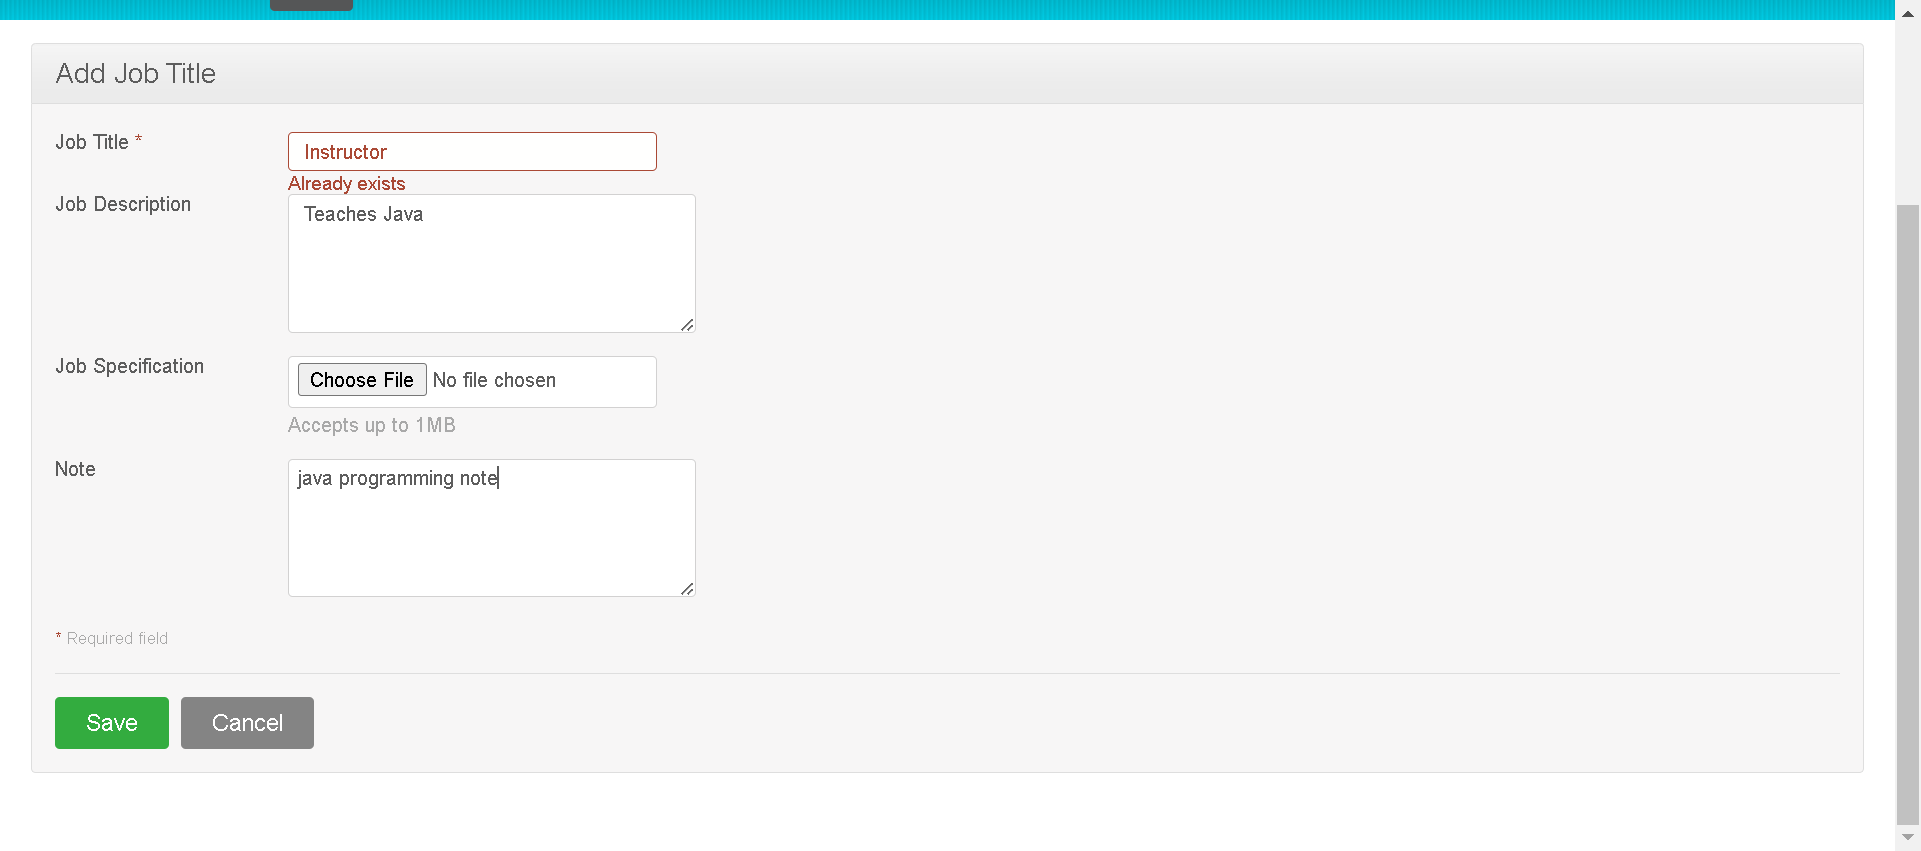 Add Job Title
Job Title *
Instructor
Already exists
Job Description
Teaches Java
Job Specification
Choose File No file chosen
Accepts up to 1MB
Note
java programming note
* Required field
Save
Cancel